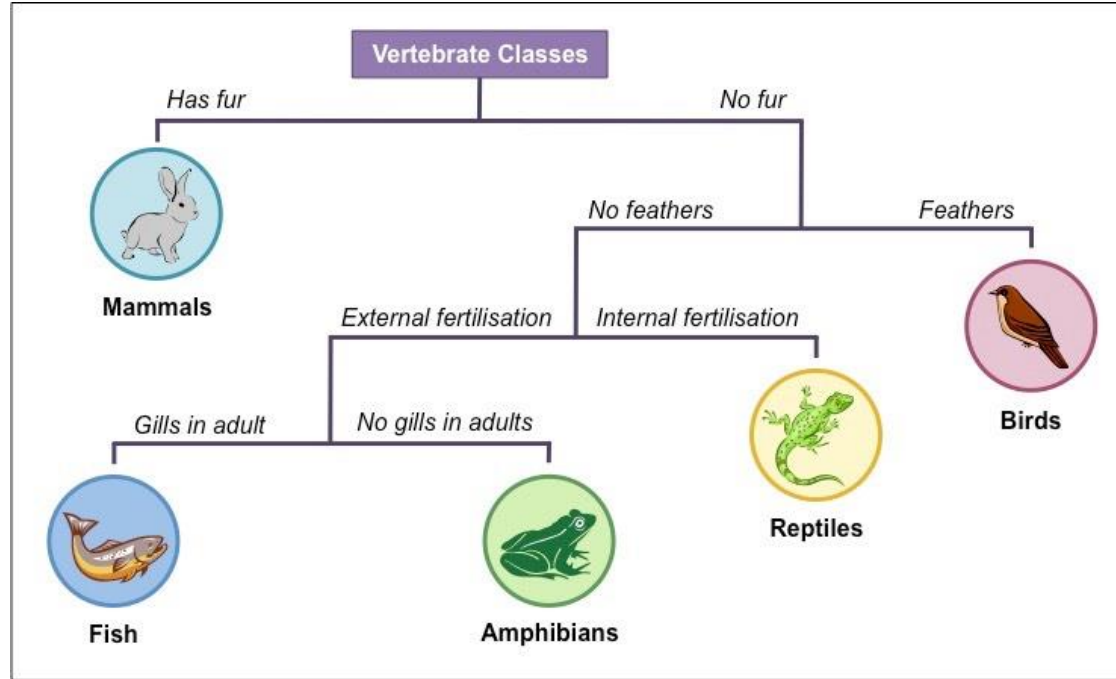 Vertebrate Classes
Has fur
No fur
No feathers
Feathers
Mammals
External fertilisation
Internal fertilisation
Birds
Gills in adult
No gills in adults
Reptiles
Fish
Amphibians